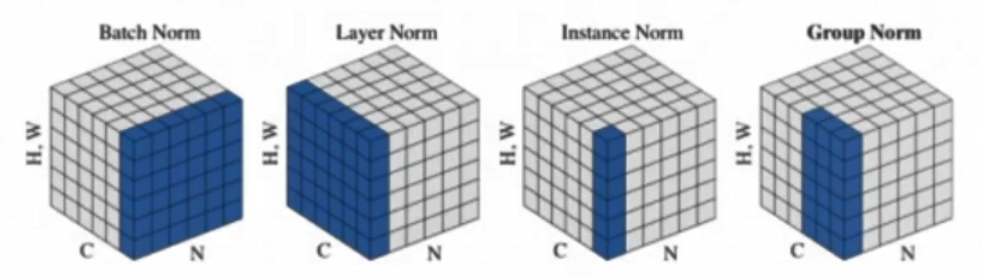 Batch Norm
Layer Norm
Instance Norm
Group Norm
H, W
C
N
H, W
C
N
H, W
C
N
H, W
C
N